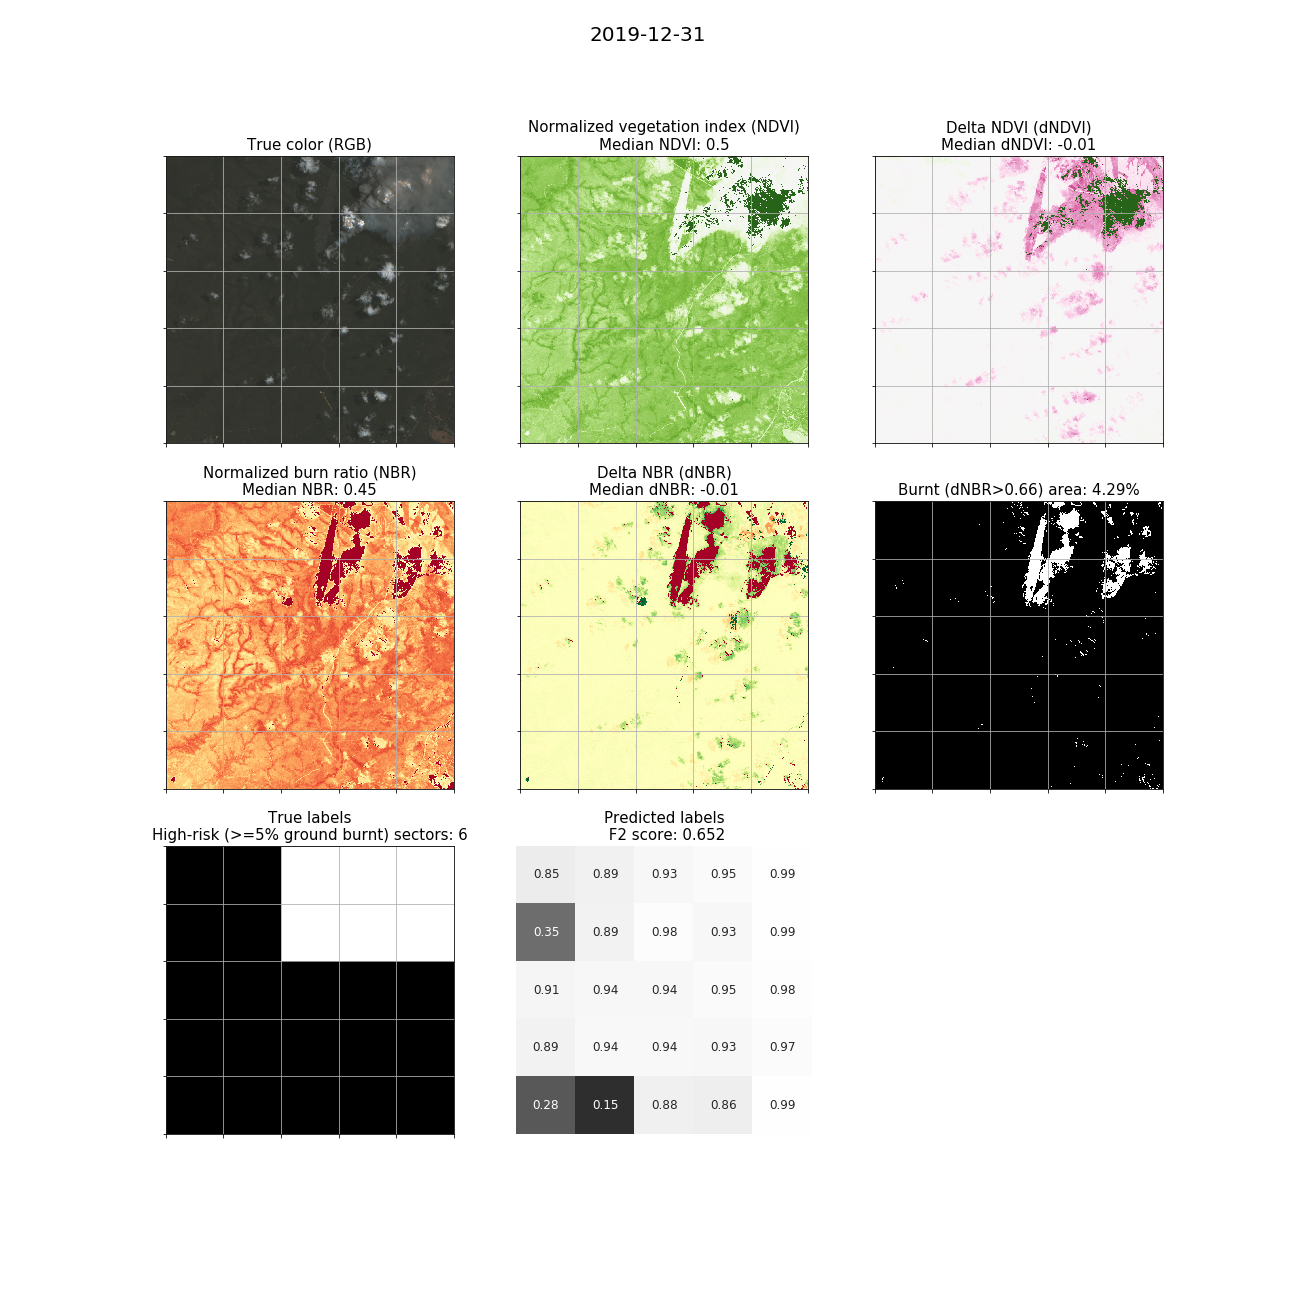 2019-12-31
True color (RGB)
Normalized vegetation index (NDVI)
Median NDVI: 0.5
Delta NDVI (dNDVI)
Median dNDVI: -0.01
Normalized burn ratio (NBR)
Median NBR: 0.45
Delta NBR (dNBR)
Median dNBR: -0.01
Burnt (dNBR>0.66) area: 4.29%
True labels
High-risk (>=5% ground burnt) sectors: 6
Predicted labels
F2 score: 0.652
0.85 0.89 0.93 0.95 0.99
0.35 0.89 0.98 0.93 0.99
0.91 0.94 0.94 0.95 0.98
0.89 0.94 0.94 0.93 0.97
0.28 0.15 0.88 0.86 0.99